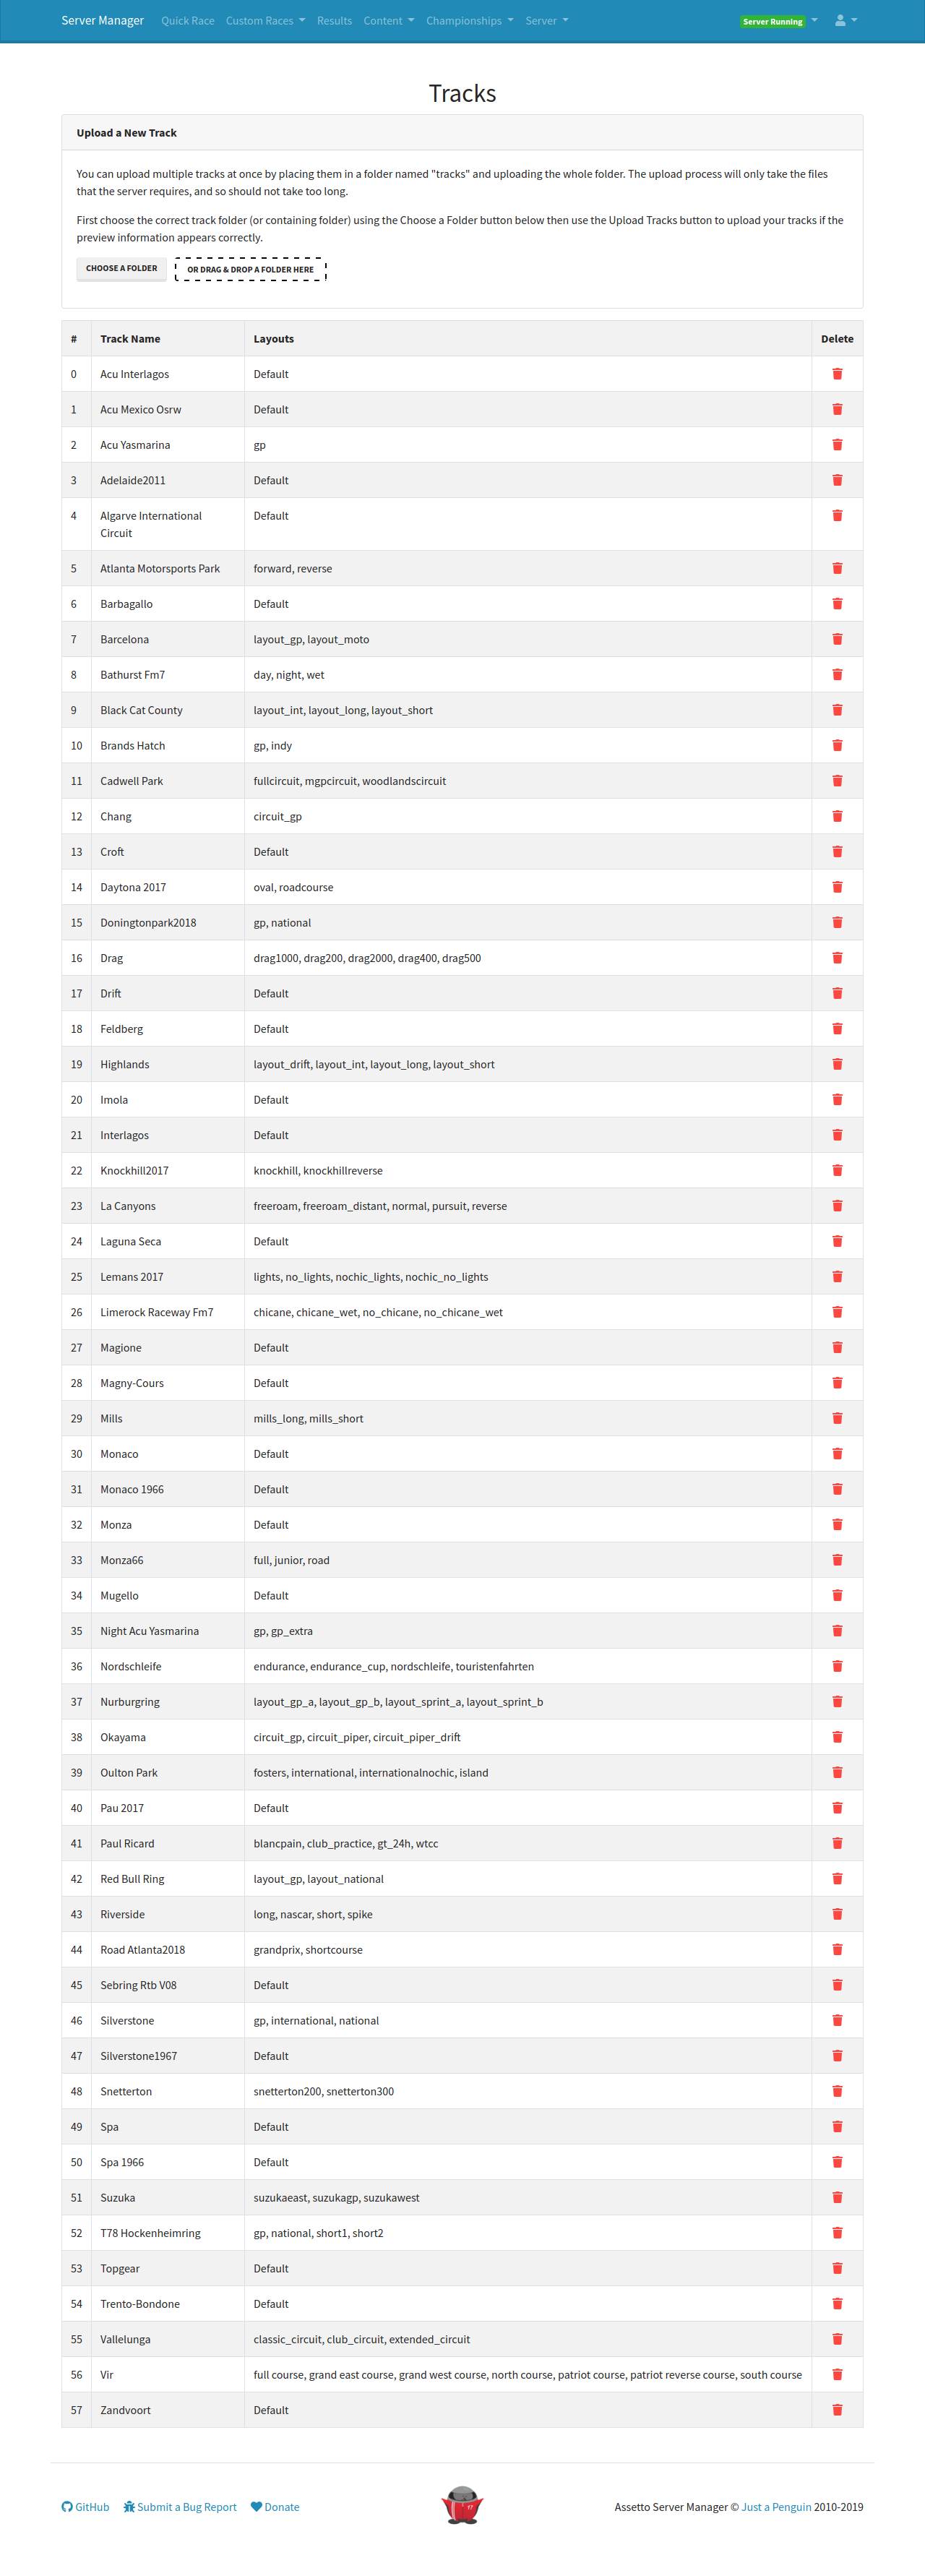 Server Manager Quick Race Custom Races Results Content Championships Server Server Running
Tracks
Upload a New Track
You can upload multiple tracks at once by placing them in a folder named "tracks" and uploading the whole folder. The upload process will only take the files
that the server requires, and so should not take too long.
First choose the correct track folder (or containing folder) using the Choose a Folder button below then use the Upload Tracks button to upload your tracks if the
preview information appears correctly.
CHOOSE A FOLDER OR DRAG & DROP A FOLDER HERE
# Track Name Layouts Delete
0 Acu Interlagos Default
1 Acu Mexico Osrw Default
2 Acu Yasmarina gp
3 Adelaide2011 Default
4 Algarve International Default
Circuit
5 Atlanta Motorsports Park forward, reverse
6 Barbagallo Default
7 Barcelona layout_gp, layout_moto
8 Bathurst Fm7 day, night, wet
9 Black Cat County layout_int, layout_long, layout_short
10 Brands Hatch gp, indy
11 Cadwell Park fullcircuit, mgpcircuit, woodlandscircuit
12 Chang circuit_gp
13 Croft Default
14 Daytona 2017 oval, roadcourse
15 Doningtonpark2018 gp, national
16 Drag drag1000, drag200, drag2000, drag400, drag500
17 Drift Default
18 Feldberg Default
19 Highlands layout_drift, layout_int, layout_long, layout_short
20 Imola Default
21 Interlagos Default
22 Knockhill2017 knockhill, knockhillreverse
23 La Canyons freeroam, freeroam_distant, normal, pursuit, reverse
24 Laguna Seca Default
25 Lemans 2017 lights, no_lights, nochic_lights, nochic_no_lights
26 Limerock Raceway Fm7 chicane, chicane_wet, no_chicane, no_chicane_wet
27 Magione Default
28 Magny-Cours Default
29 Mills mills_long, mills_short
30 Monaco Default
31 Monaco 1966 Default
32 Monza Default
33 Monza66 full, junior, road
34 Mugello Default
35 Night Acu Yasmarina gp, gp_extra
36 Nordschleife endurance, endurance_cup, nordschleife, touristenfahrten
37 Nurburgring layout_gp_a, layout_gp_b, layout_sprint_a, layout_sprint_b
38 Okayama circuit_gp, circuit_piper, circuit_piper_drift
39 Oulton Park fosters, international, internationalnochic, island
40 Pau 2017 Default
41 Paul Ricard blancpain, club_practice, gt_24h, wtcc
42 Red Bull Ring layout_gp, layout_national
43 Riverside long, nascar, short, spike
44 Road Atlanta2018 grandprix, shortcourse
45 Sebring Rtb V08 Default
46 Silverstone gp, international, national
47 Silverstone1967 Default
48 Snetterton snetterton200, snetterton300
49 Spa Default
50 Spa 1966 Default
51 Suzuka suzukaeast, suzukagp, suzukawest
52 T78 Hockenheimring gp, national, short1, short2
53 Topgear Default
54 Trento-Bondone Default
55 Vallelunga classic_circuit, club_circuit, extended_circuit
56 Vir full course, grand east course, grand west course, north course, patriot course, patriot reverse course, south course
57 Zandvoort Default
GitHub Submit a Bug Report Donate 17 Assetto Server Manager © Just a Penguin 2010-2019